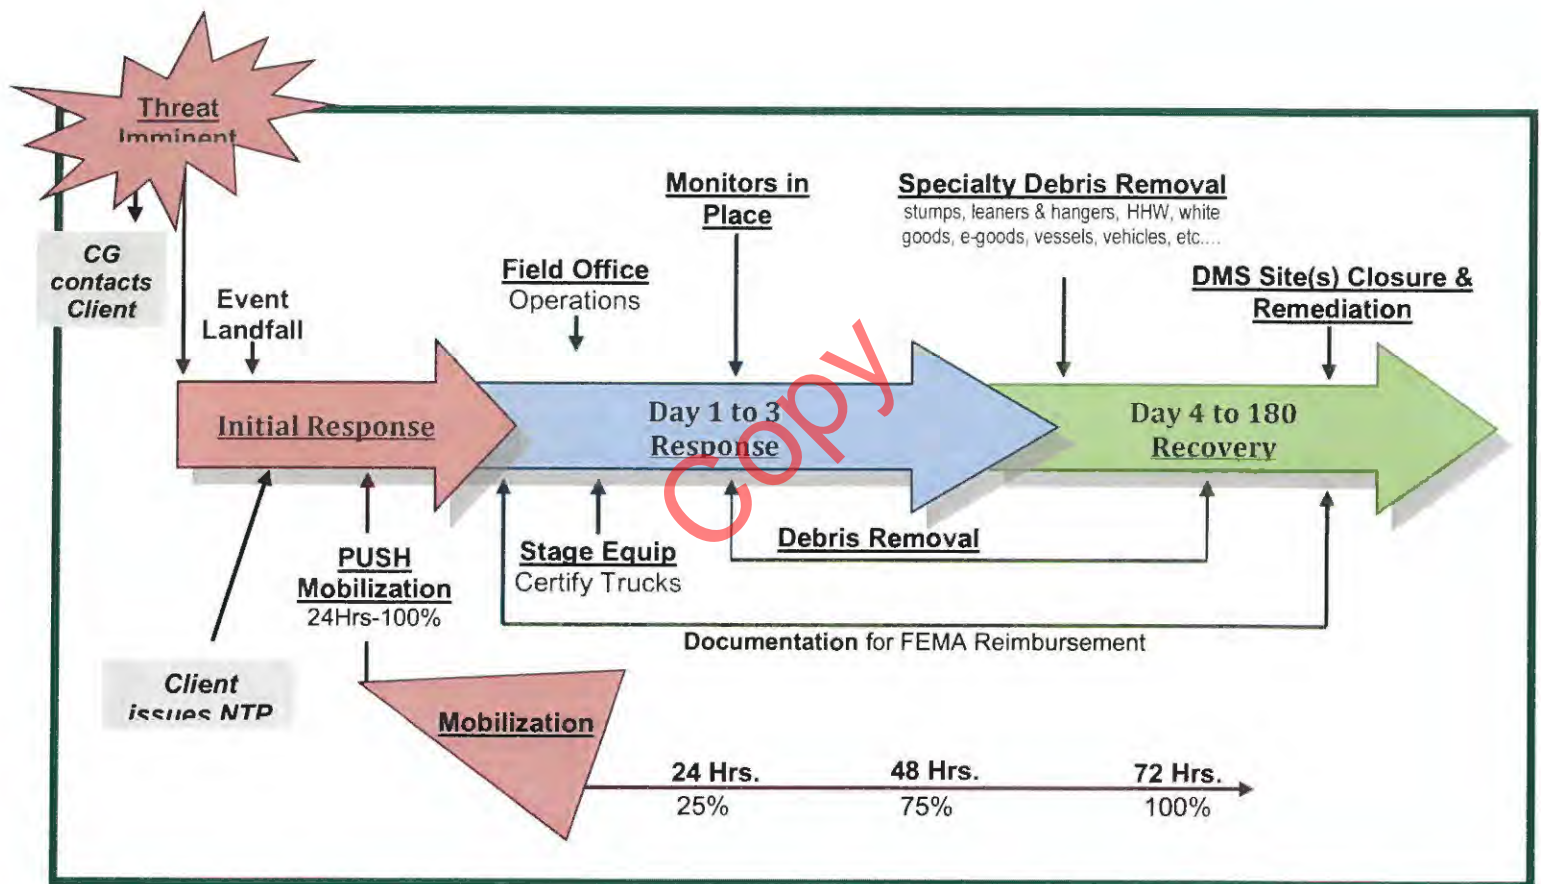 Threat
Imminent
CG
contacts
Client
Event
Landfall
Field Office
Operations
Monitors in
Place
Specialty Debris Removal
stumps, leaners & hangers, HHW, white
goods, e-goods, vessels, vehicles, etc....
DMS Site(s) Closure &
Remediation
Initial Response
Day 1 to 3
Response
Day 4 to 180
Recovery
Copy
PUSH
Mobilization
24Hrs-100%
Stage Equip
Certify Trucks
Debris Removal
Documentation for FEMA Reimbursement
Client
issues NTP
Mobilization
24 Hrs.
25%
48 Hrs.
75%
72 Hrs.
100%